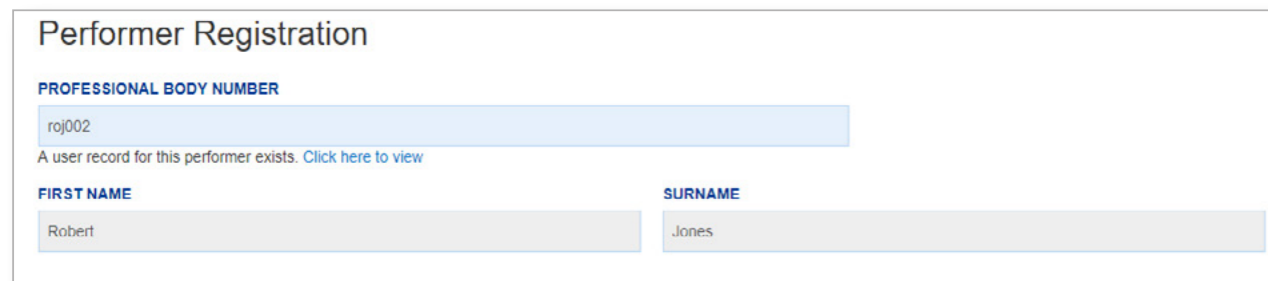 Performer Registration
PROFESSIONAL BODY NUMBER
roj002
A user record for this performer exists. Click here to view
FIRST NAME SURNAME
Robert Jones